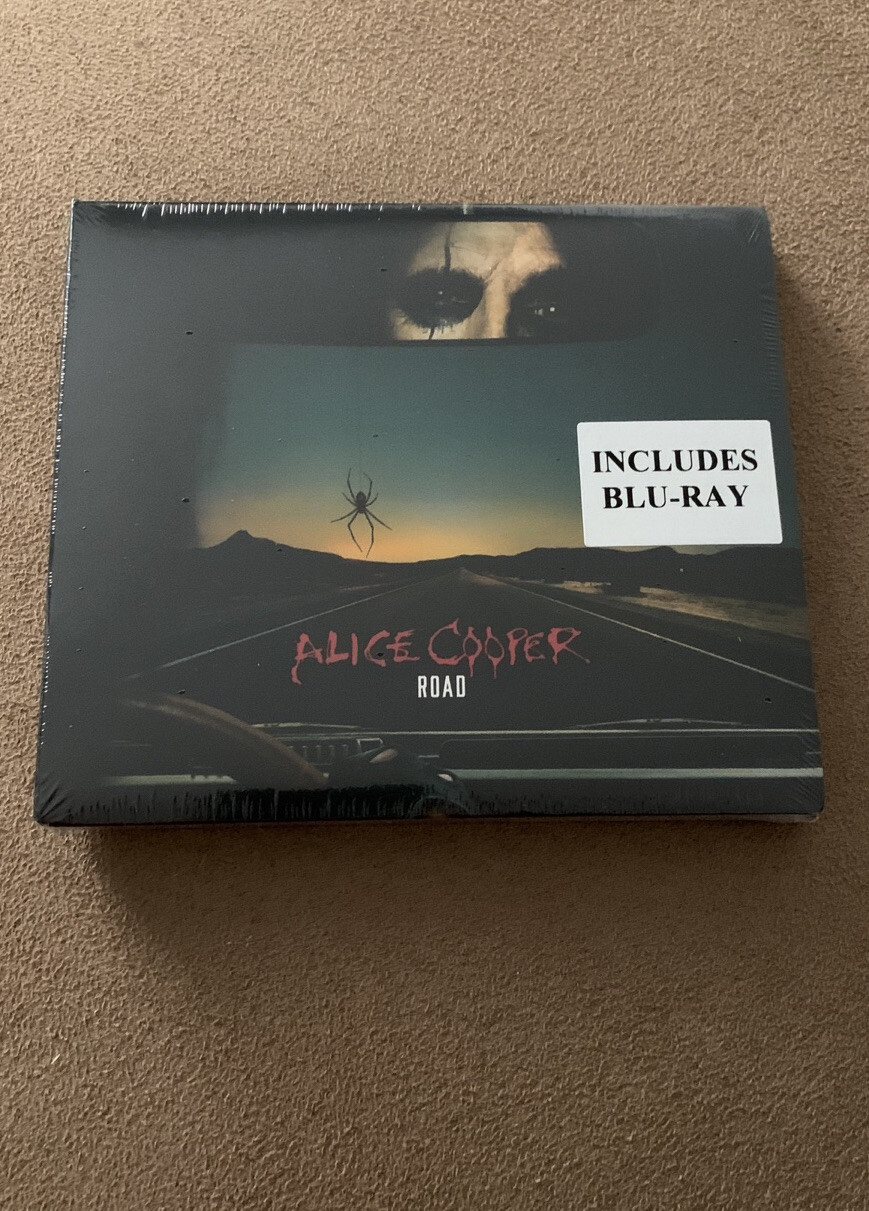 INCLUDES
BLU-RAY
ALICE COOPER
ROAD